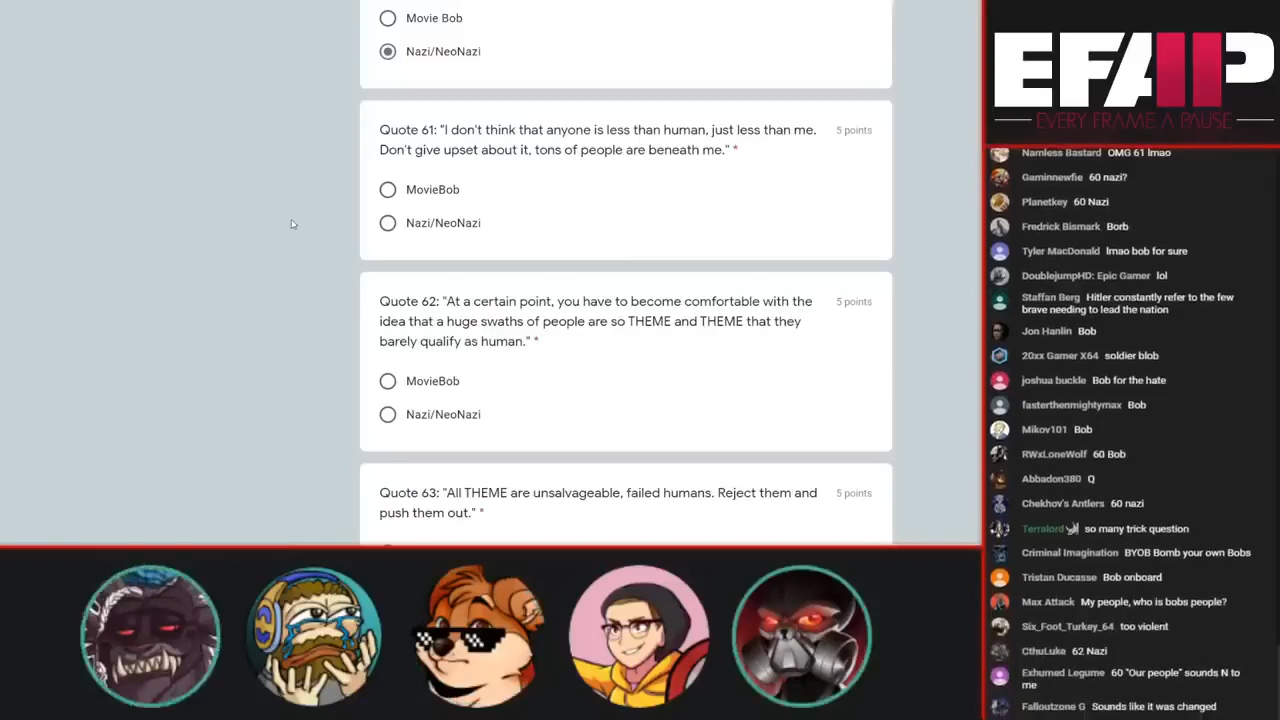 Movie Bob
Nazi/NeoNazi
Quote 61: "I don't think that anyone is less than human, just less than me.
Don't give upset about it, tons of people are beneath me." *
5 points
MovieBob
Nazi/NeoNazi
Quote 62: "At a certain point, you have to become comfortable with the
idea that a huge swaths of people are so THEME and THEME that they
barely qualify as human." *
5 points
MovieBob
Nazi/NeoNazi
Quote 63: "All THEME are unsalvageable, failed humans. Reject them and
push them out." *
5 points
EFAP
EVERY FRAME A PAUSE
Namless Bastard OMG 61 lmao
Gaminnewfie 60 nazi?
Planetkey 60 Nazi
Fredrick Bismark Borb
Tyler MacDonald lmao bob for sure
DoublejumpHD: Epic Gamer lol
Staffan Berg Hitler constantly refer to the few
brave needing to lead the nation
Jon Hanlin Bob
20xx Gamer X64 soldier blob
joshua buckle Bob for the hate
fasterthenmightymax Bob
Mikov101 Bob
RWxLoneWolf 60 Bob
Abbadon380 Q
Chekhov's Antlers 60 nazi
Terralord so many trick question
Criminal Imagination BYOB Bomb your own Bobs
Tristan Ducasse Bob onboard
Max Attack My people, who is bobs people?
Six_Foot_Turkey_64 too violent
CthuLuke 62 Nazi
Exhumed Legume 60 "Our people" sounds N to
me
Falloutzone G Sounds like it was changed